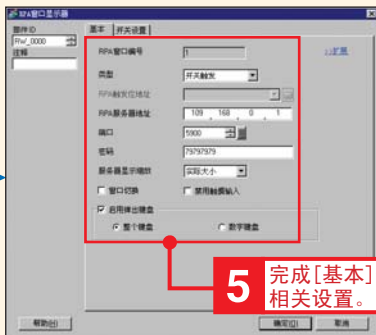 RPA窗口显示器
部件ID
RW_0000
注释
基本 开关设置
>>扩展
RPA窗口编号 1
类型 开关触发
RPA触发位地址
RPA服务器地址 109 . 168 . 0 . 1
端口 5900
密码 79797979
服务器显示缩放 实际大小
窗口切换 禁用触摸输入
启用弹出键盘
整个键盘 数字键盘
5 完成[基本]
相关设置。
帮助(H) 确定(O) 取消